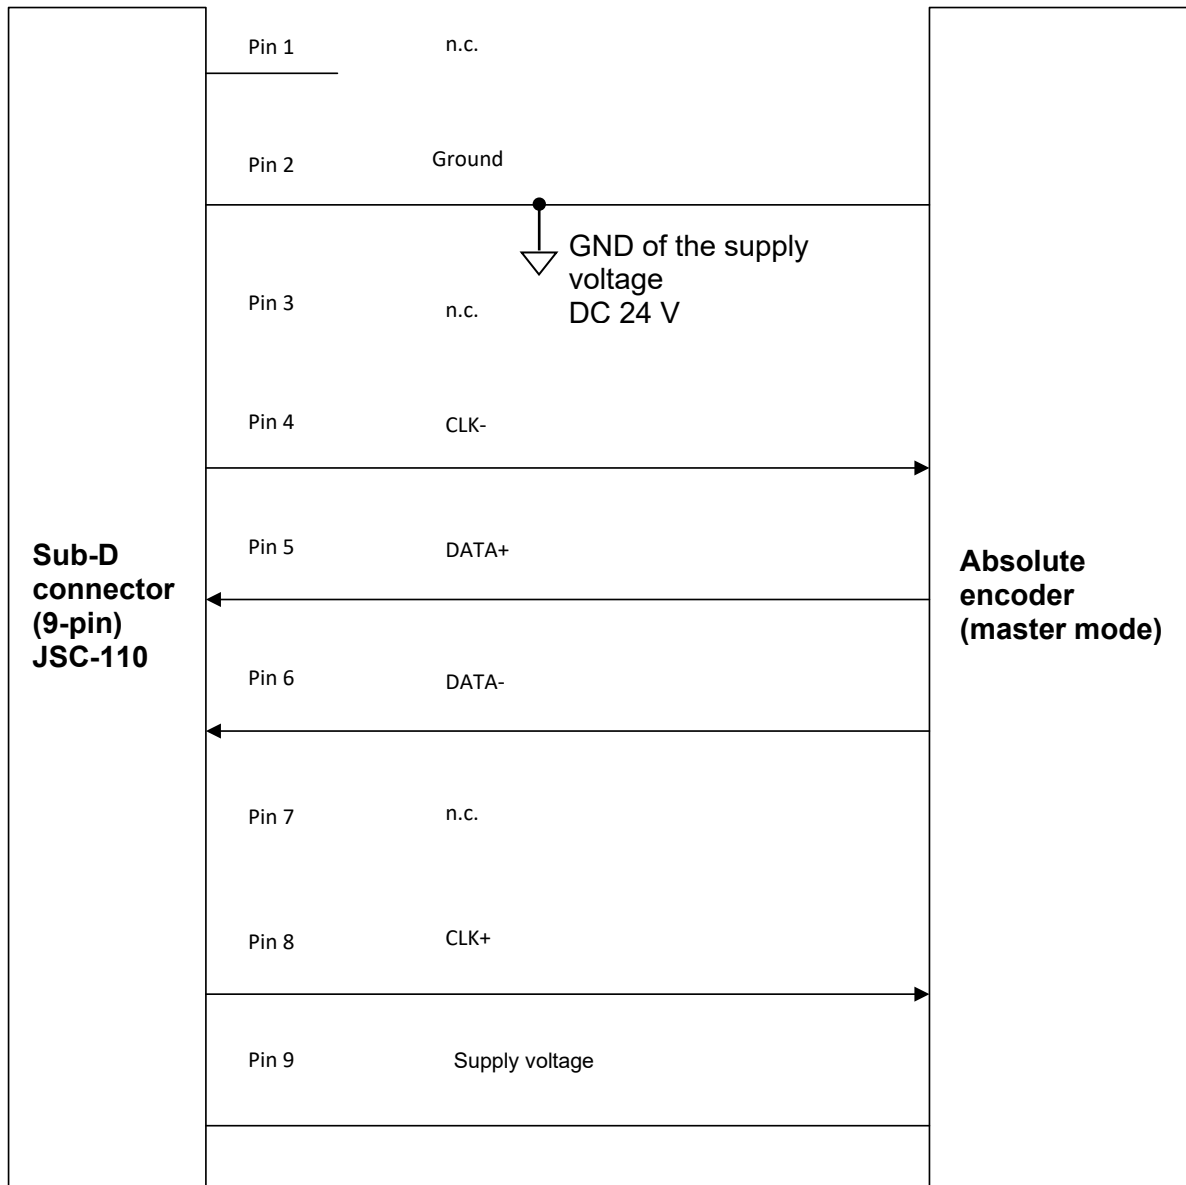 Pin 1 n.c.
Pin 2 Ground
GND of the supply
voltage
DC 24 V
Pin 3 n.c.
Pin 4 CLK-
Pin 5 DATA+
Sub-D
connector
(9-pin)
JSC-110
Absolute
encoder
(master mode)
Pin 6 DATA-
Pin 7 n.c.
Pin 8 CLK+
Pin 9 Supply voltage